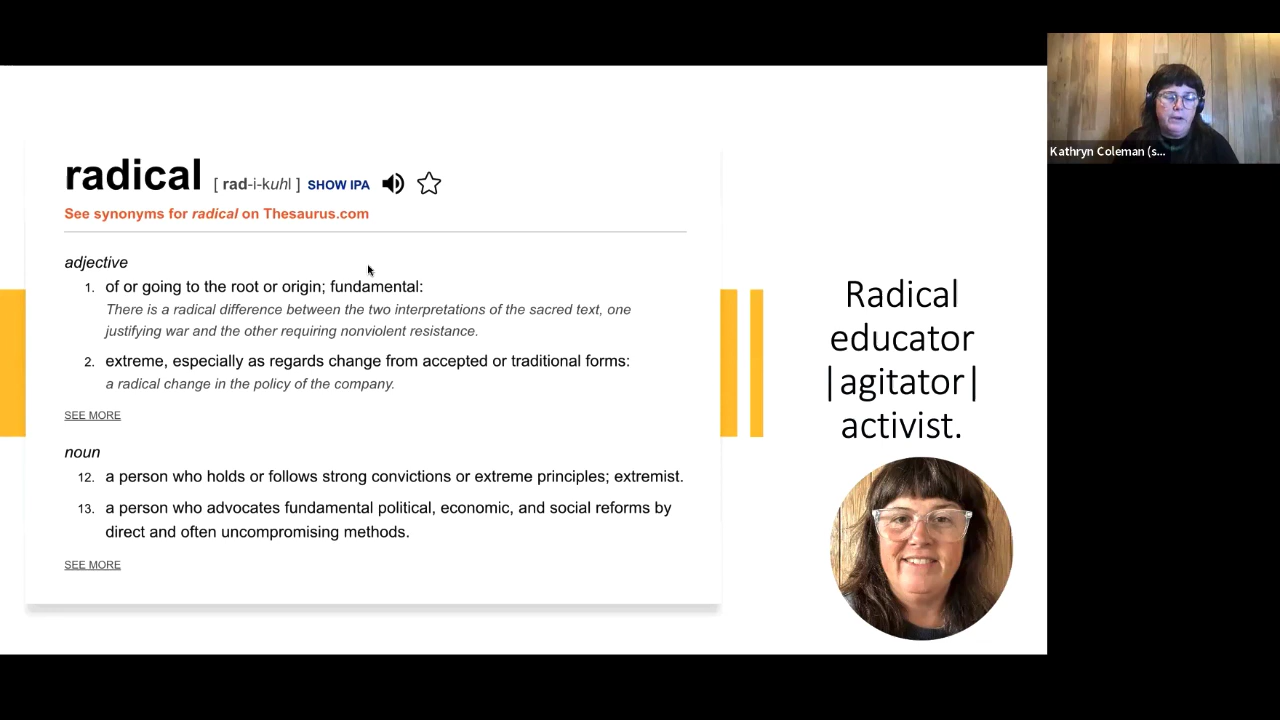 radical [ rad-i-kuhl ] SHOW IPA
See synonyms for radical on Thesaurus.com
adjective
1. of or going to the root or origin; fundamental:
There is a radical difference between the two interpretations of the sacred text, one
justifying war and the other requiring nonviolent resistance.
2. extreme, especially as regards change from accepted or traditional forms:
a radical change in the policy of the company.
SEE MORE
noun
12. a person who holds or follows strong convictions or extreme principles; extremist.
13. a person who advocates fundamental political, economic, and social reforms by
direct and often uncompromising methods.
SEE MORE
Radical
educator
|agitator|
activist.
Kathryn Coleman (s...